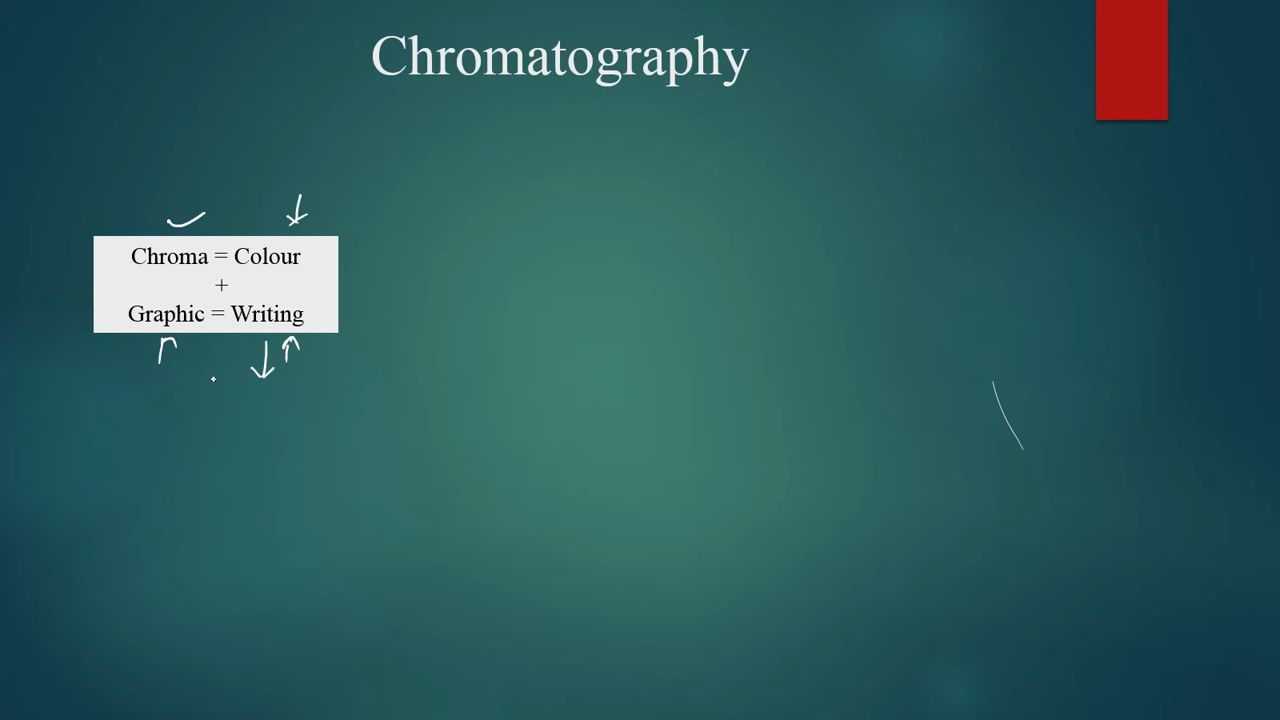 Chromatography
Chroma = Colour
+
Graphic = Writing